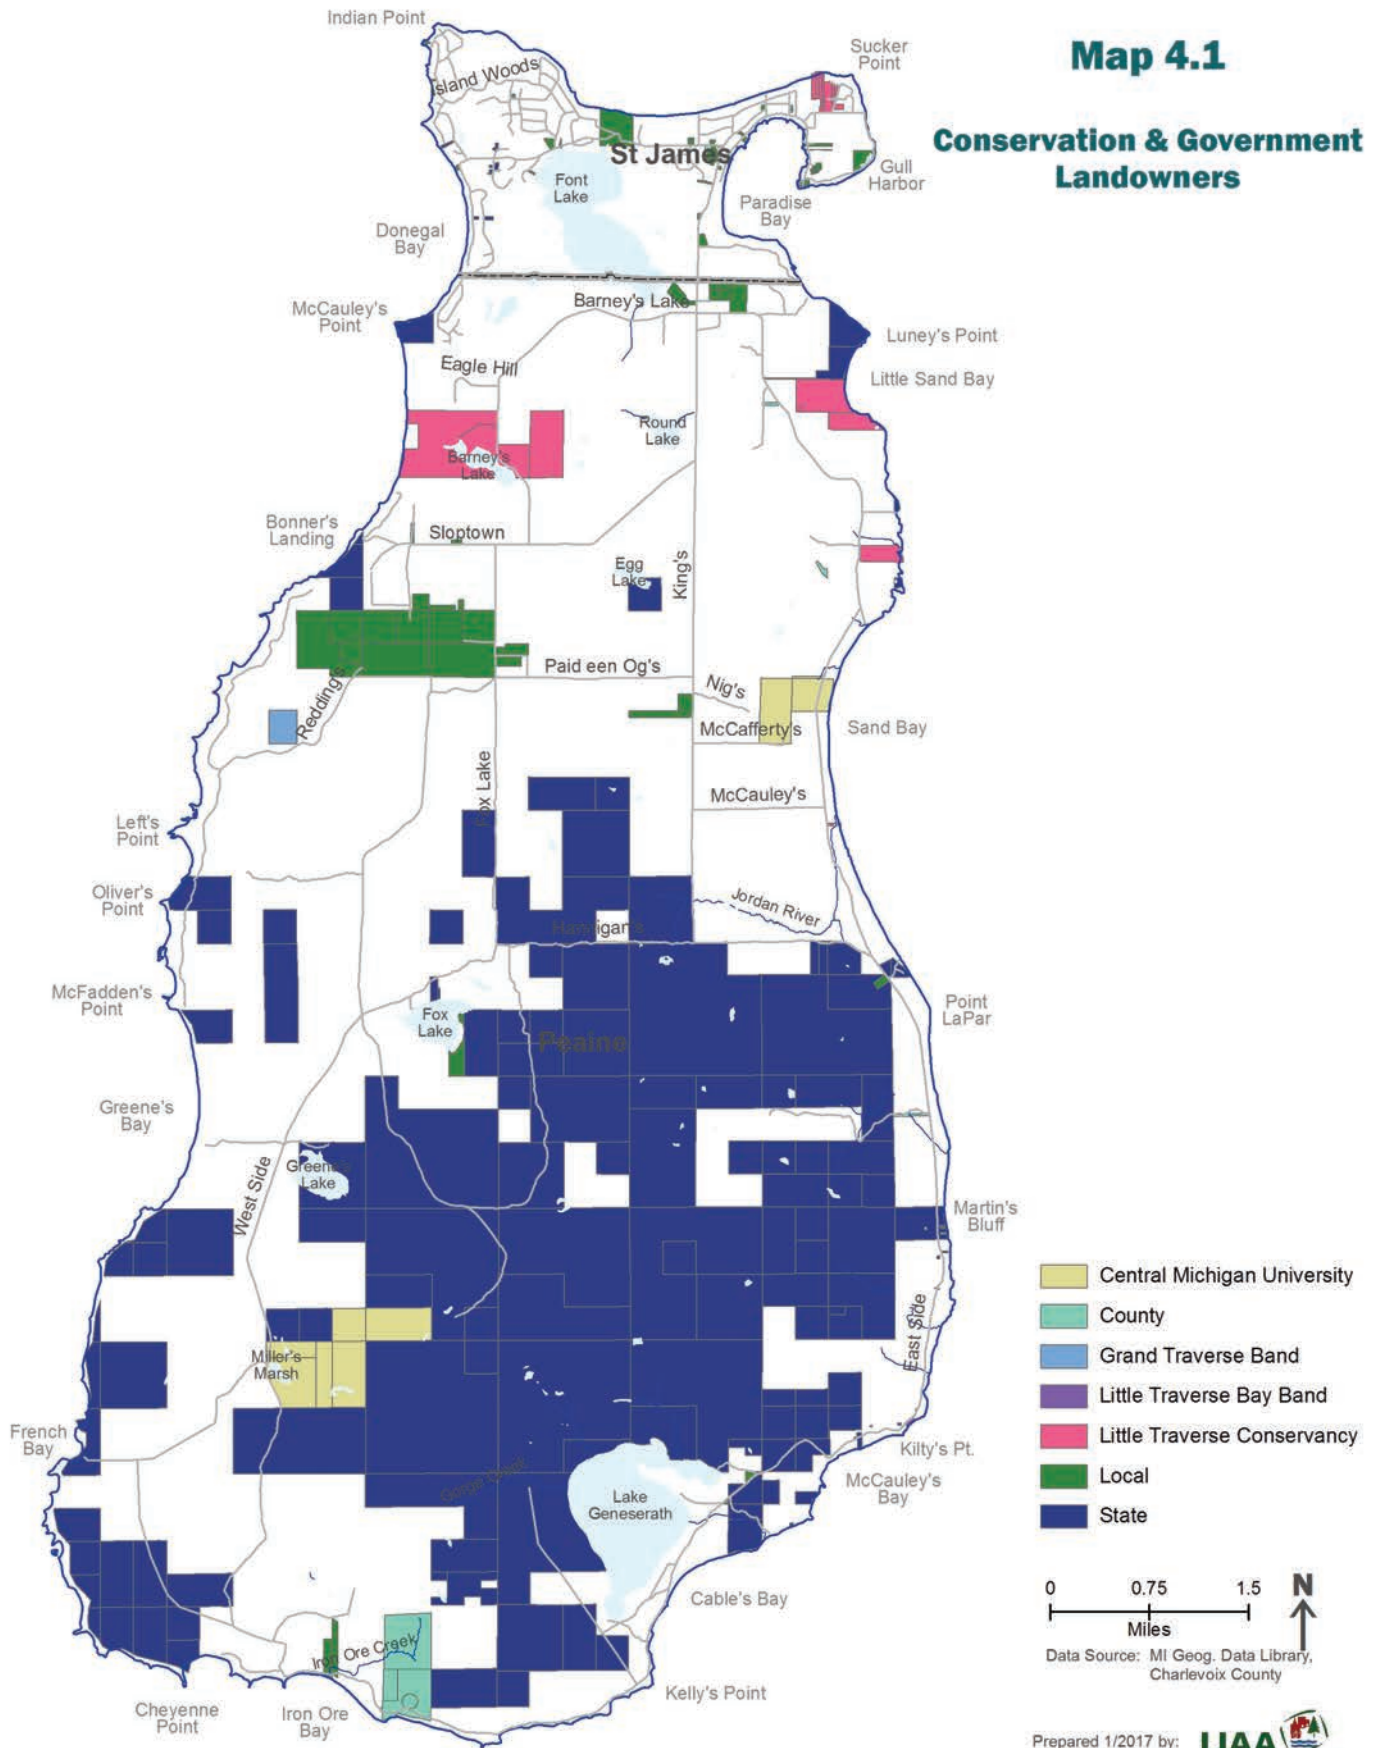 Indian Point
Sucker
Point
Map 4.1
Island Woods
Conservation & Government
Landowners
St James
Gull
Harbor
Font
Lake
Paradise
Bay
Donegal
Bay
Barney's Lake
McCauley's
Point
Luney's Point
Eagle Hill
Little Sand Bay
Round
Lake
Barney's
Lake
Bonner's
Landing
Sloptown
Egg
Lake
King's
Paid een Og's
Nig's
Redding's
McCafferty's
Sand Bay
Fox Lake
McCauley's
Left's
Point
Oliver's
Point
Jordan River
Hannigan's
McFadden's
Point
Point
LaPar
Fox
Lake
Peaine
Greene's
Bay
Greene's
Lake
West Side
Martin's
Bluff
Central Michigan University
County
East Side
Grand Traverse Band
Miller's
Marsh
Little Traverse Bay Band
French
Bay
Little Traverse Conservancy
Kilty's Pt.
Local
McCauley's
Bay
Lake
Geneserath
State
0 0.75 1.5 N
Miles
Cable's Bay
Iron Ore Creek
Data Source: MI Geog. Data Library,
Charlevoix County
Kelly's Point
Cheyenne
Point
Iron Ore
Bay
Prepared 1/2017 by: